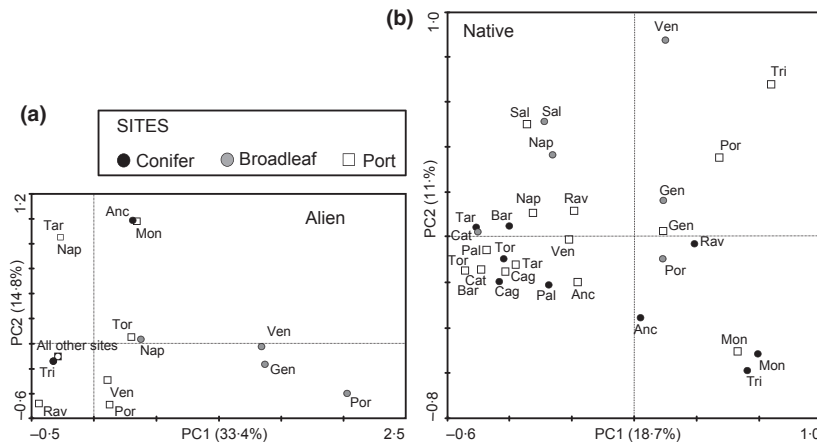 (a)
SITES
Conifer Broadleaf Port
1·2
Alien
Anc
Mon
Tar
Nap
Tor
Nap
Ven
Gen
Por
All other sites
Tri
Rav
Ven
Por
PC2 (14·8%)
−0·6
−0·5 PC1 (33·4%) 2·5
(b)
1·0
Native
Ven
Tri
Sal Sal
Nap
Por
Nap Rav
Gen
Gen
Tar Bar
Cat
Pal Tor
Ven
Rav
Tor Tar
Cat Cag
Por
Bar Cag Pal Anc
Anc
Mon
Mon
Tri
PC2 (11·%)
−0·8
−0·6 PC1 (18·7%) 1·0